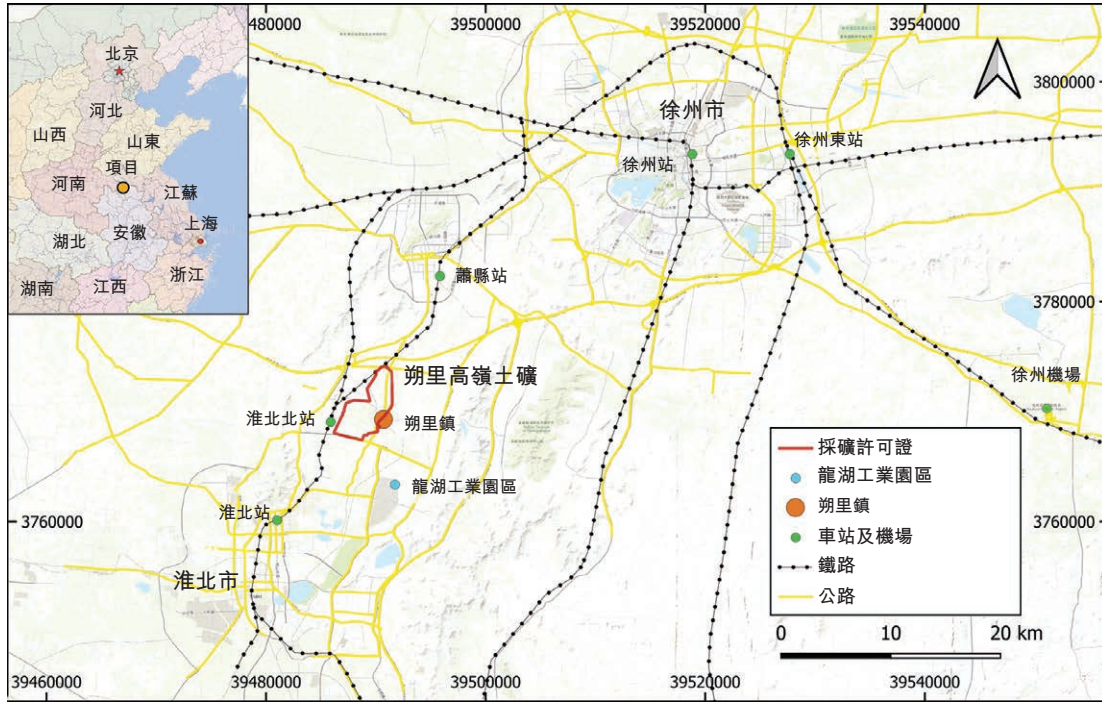 39480000
39500000
39520000
39540000
北京
河北
山西
山東
項目
河南
江蘇
安徽
上海
湖北
浙江
江西
湖南
3800000
徐州市
徐州東站
徐州站
蕭縣站
3780000
3780000
朔里高嶺土礦
徐州機場
淮北北站
朔里鎮
龍湖工業園區
淮北站
3760000
3760000
淮北市
採礦許可證
龍湖工業園區
朔里鎮
車站及機場
鐵路
公路
0 10 20 km
39460000
39480000
39500000
39520000
39540000